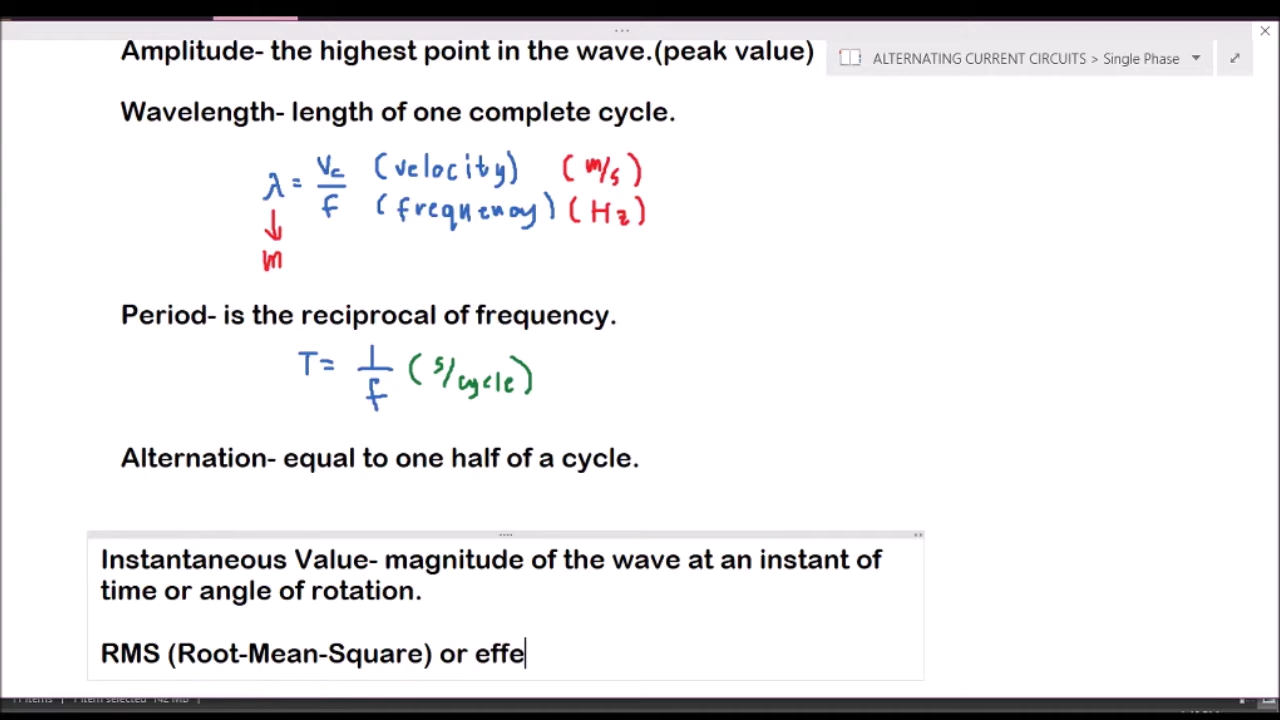 Amplitude- the highest point in the wave.(peak value)
ALTERNATING CURRENT CIRCUITS > Single Phase
Wavelength- length of one complete cycle.
λ = Vc/f (velocity) (m/s)
(frequency) (Hz)
m
Period- is the reciprocal of frequency.
T = 1/f (s/cycle)
Alternation- equal to one half of a cycle.
Instantaneous Value- magnitude of the wave at an instant of
time or angle of rotation.
RMS (Root-Mean-Square) or effe